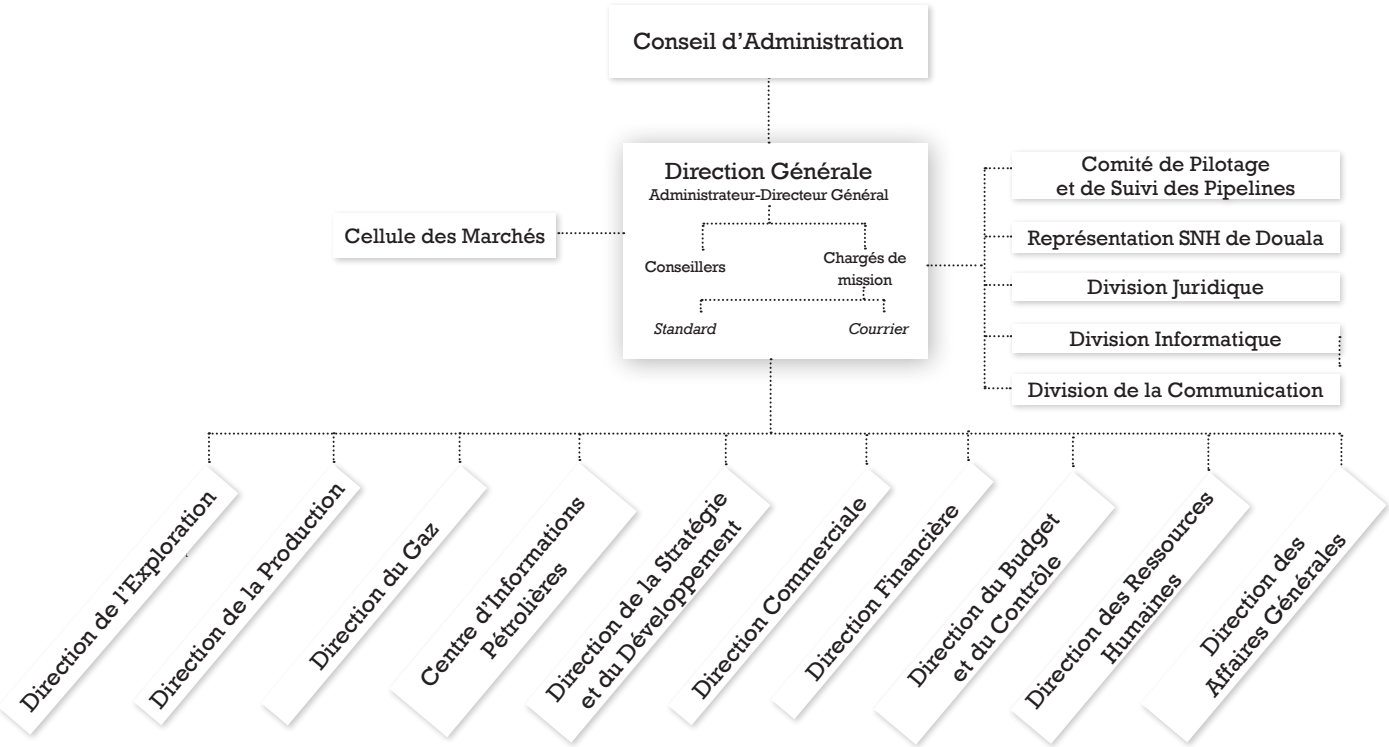 Conseil d’Administration
Direction Générale
Administrateur-Directeur Général
Conseillers
Chargés de
mission
Standard
Courrier
Cellule des Marchés
Comité de Pilotage
et de Suivi des Pipelines
Représentation SNH de Douala
Division Juridique
Division Informatique
Division de la Communication
Direction de l’Exploration
Direction de la Production
Direction du Gaz
Centre d’Informations
Pétrolières
Direction de la Stratégie
et du Développement
Direction Commerciale
Direction Financière
Direction du Budget
et du Contrôle
Direction des Ressources
Humaines
Direction des
Affaires Générales